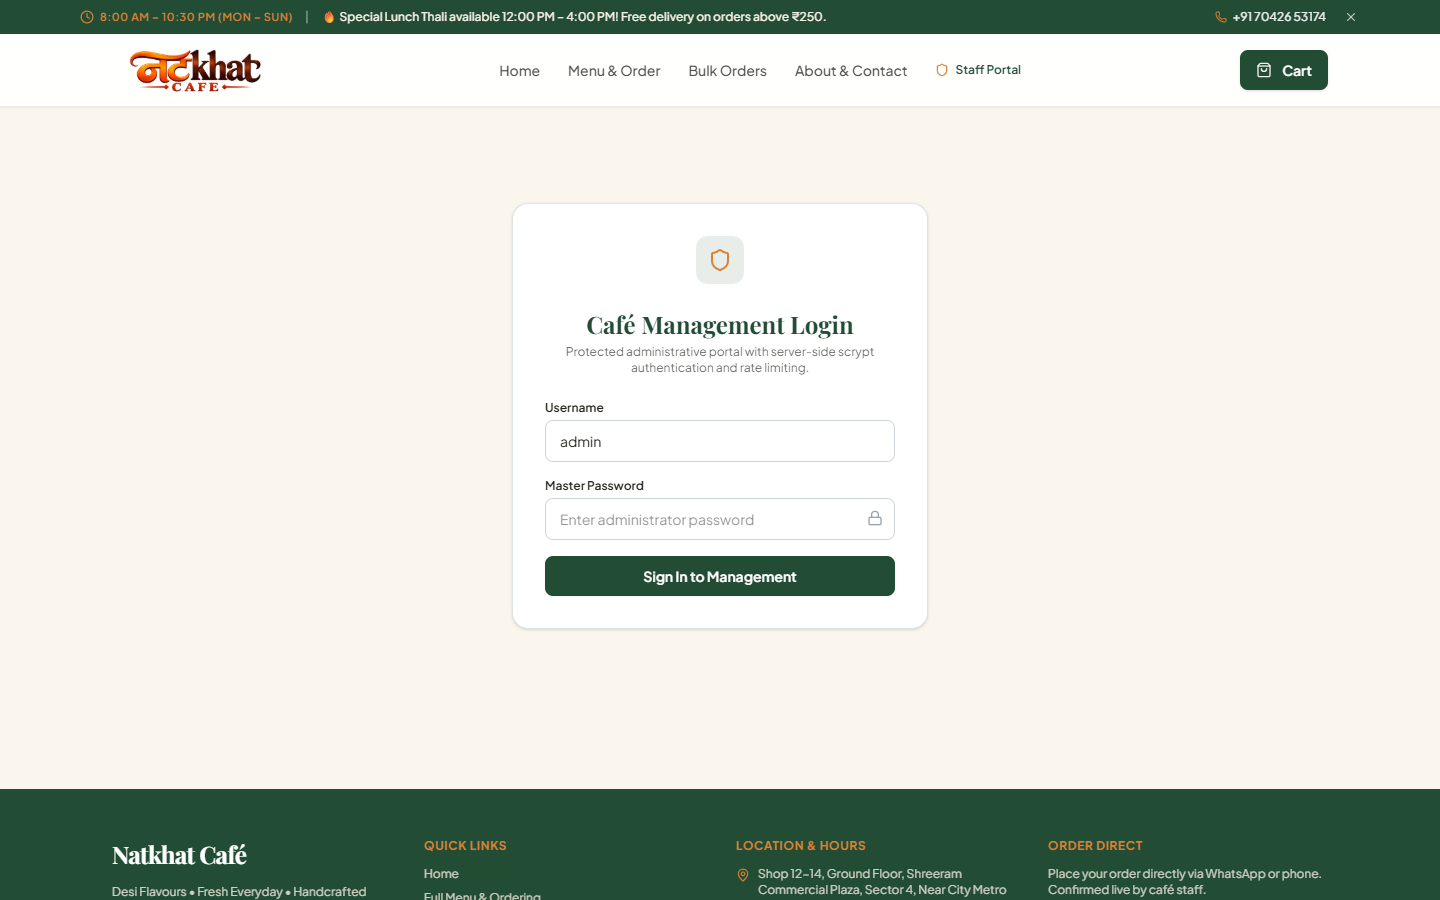 8:00 AM – 10:30 PM (MON – SUN) | 🔥 Special Lunch Thali available 12:00 PM – 4:00 PM! Free delivery on orders above ₹250. +91 70426 53174
नटkhat
CAFE
Home Menu & Order Bulk Orders About & Contact Staff Portal Cart
Café Management Login
Protected administrative portal with server-side scrypt
authentication and rate limiting.
Username
admin
Master Password
Enter administrator password
Sign In to Management
Natkhat Café
Desi Flavours • Fresh Everyday • Handcrafted
QUICK LINKS
Home
Full Menu & Ordering
LOCATION & HOURS
Shop 12–14, Ground Floor, Shreeram
Commercial Plaza, Sector 4, Near City Metro
ORDER DIRECT
Place your order directly via WhatsApp or phone.
Confirmed live by café staff.